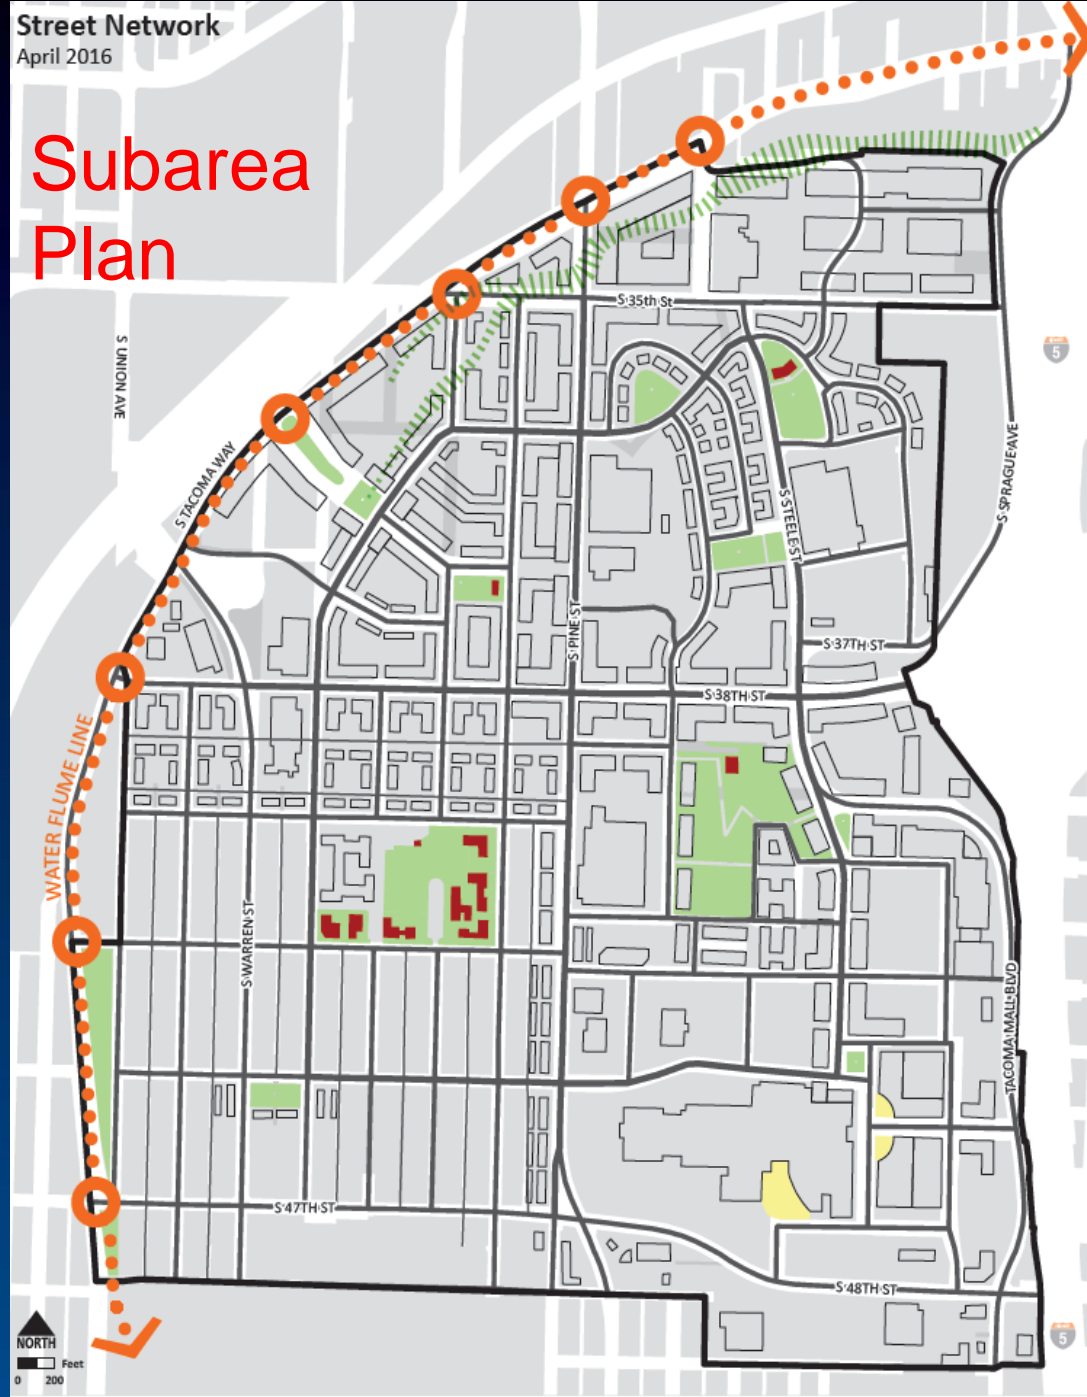 Street Network
April 2016
Subarea
Plan
S 35th St
S UNION AVE
5
S TACOMA WAY
S SPRAGUE AVE
S STEELE ST
S PINE ST
S 37TH ST
S 38TH ST
WATER FLUME LINE
S WARREN ST
TACOMA MALL BLVD
S 47TH ST
S 48TH ST
5
NORTH
Feet
0 200